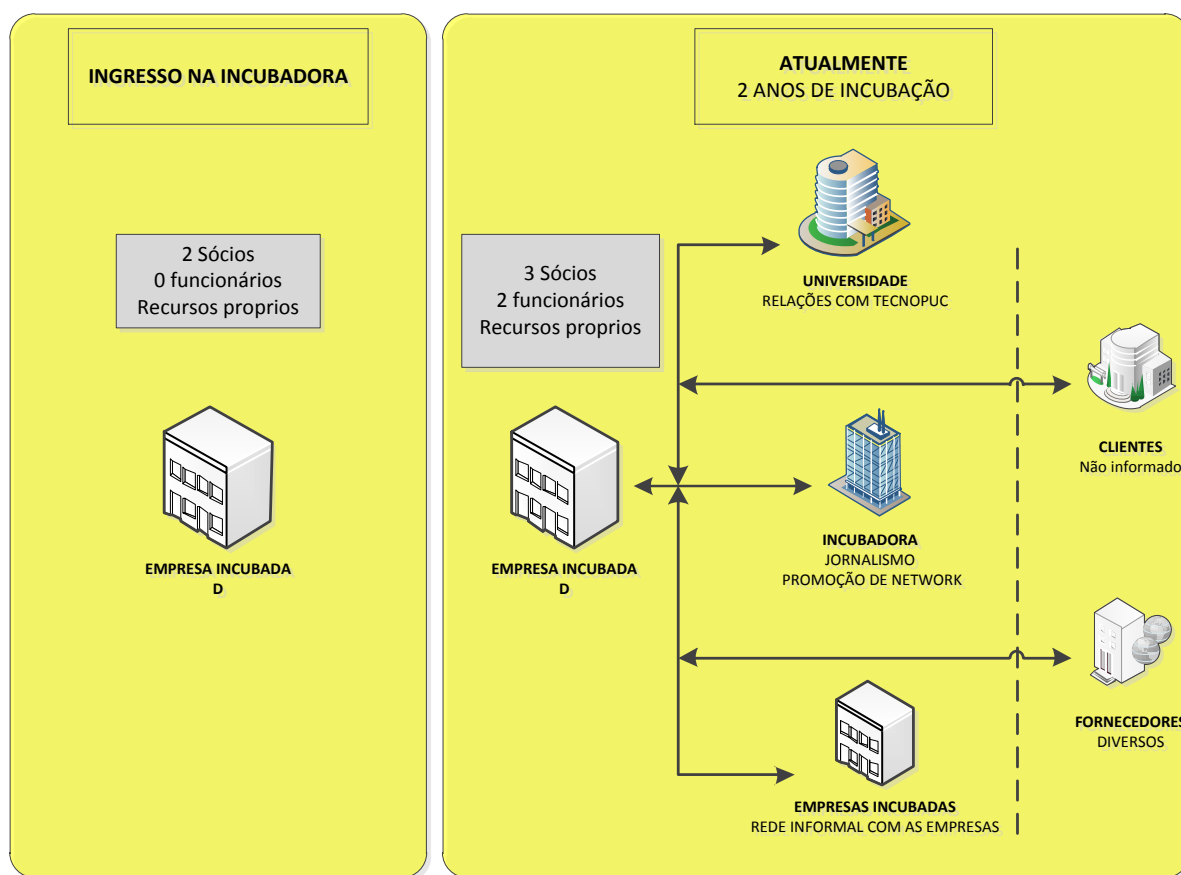 INGRESSO NA INCUBADORA
2 Sócios
0 funcionários
Recursos proprios
EMPRESA INCUBADA
D
ATUALMENTE
2 ANOS DE INCUBAÇÃO
3 Sócios
2 funcionários
Recursos proprios
EMPRESA INCUBADA
D
UNIVERSIDADE
RELAÇÕES COM TECNOPUC
CLIENTES
Não informado
INCUBADORA
JORNALISMO
PROMOÇÃO DE NETWORK
FORNECEDORES
DIVERSOS
EMPRESAS INCUBADAS
REDE INFORMAL COM AS EMPRESAS